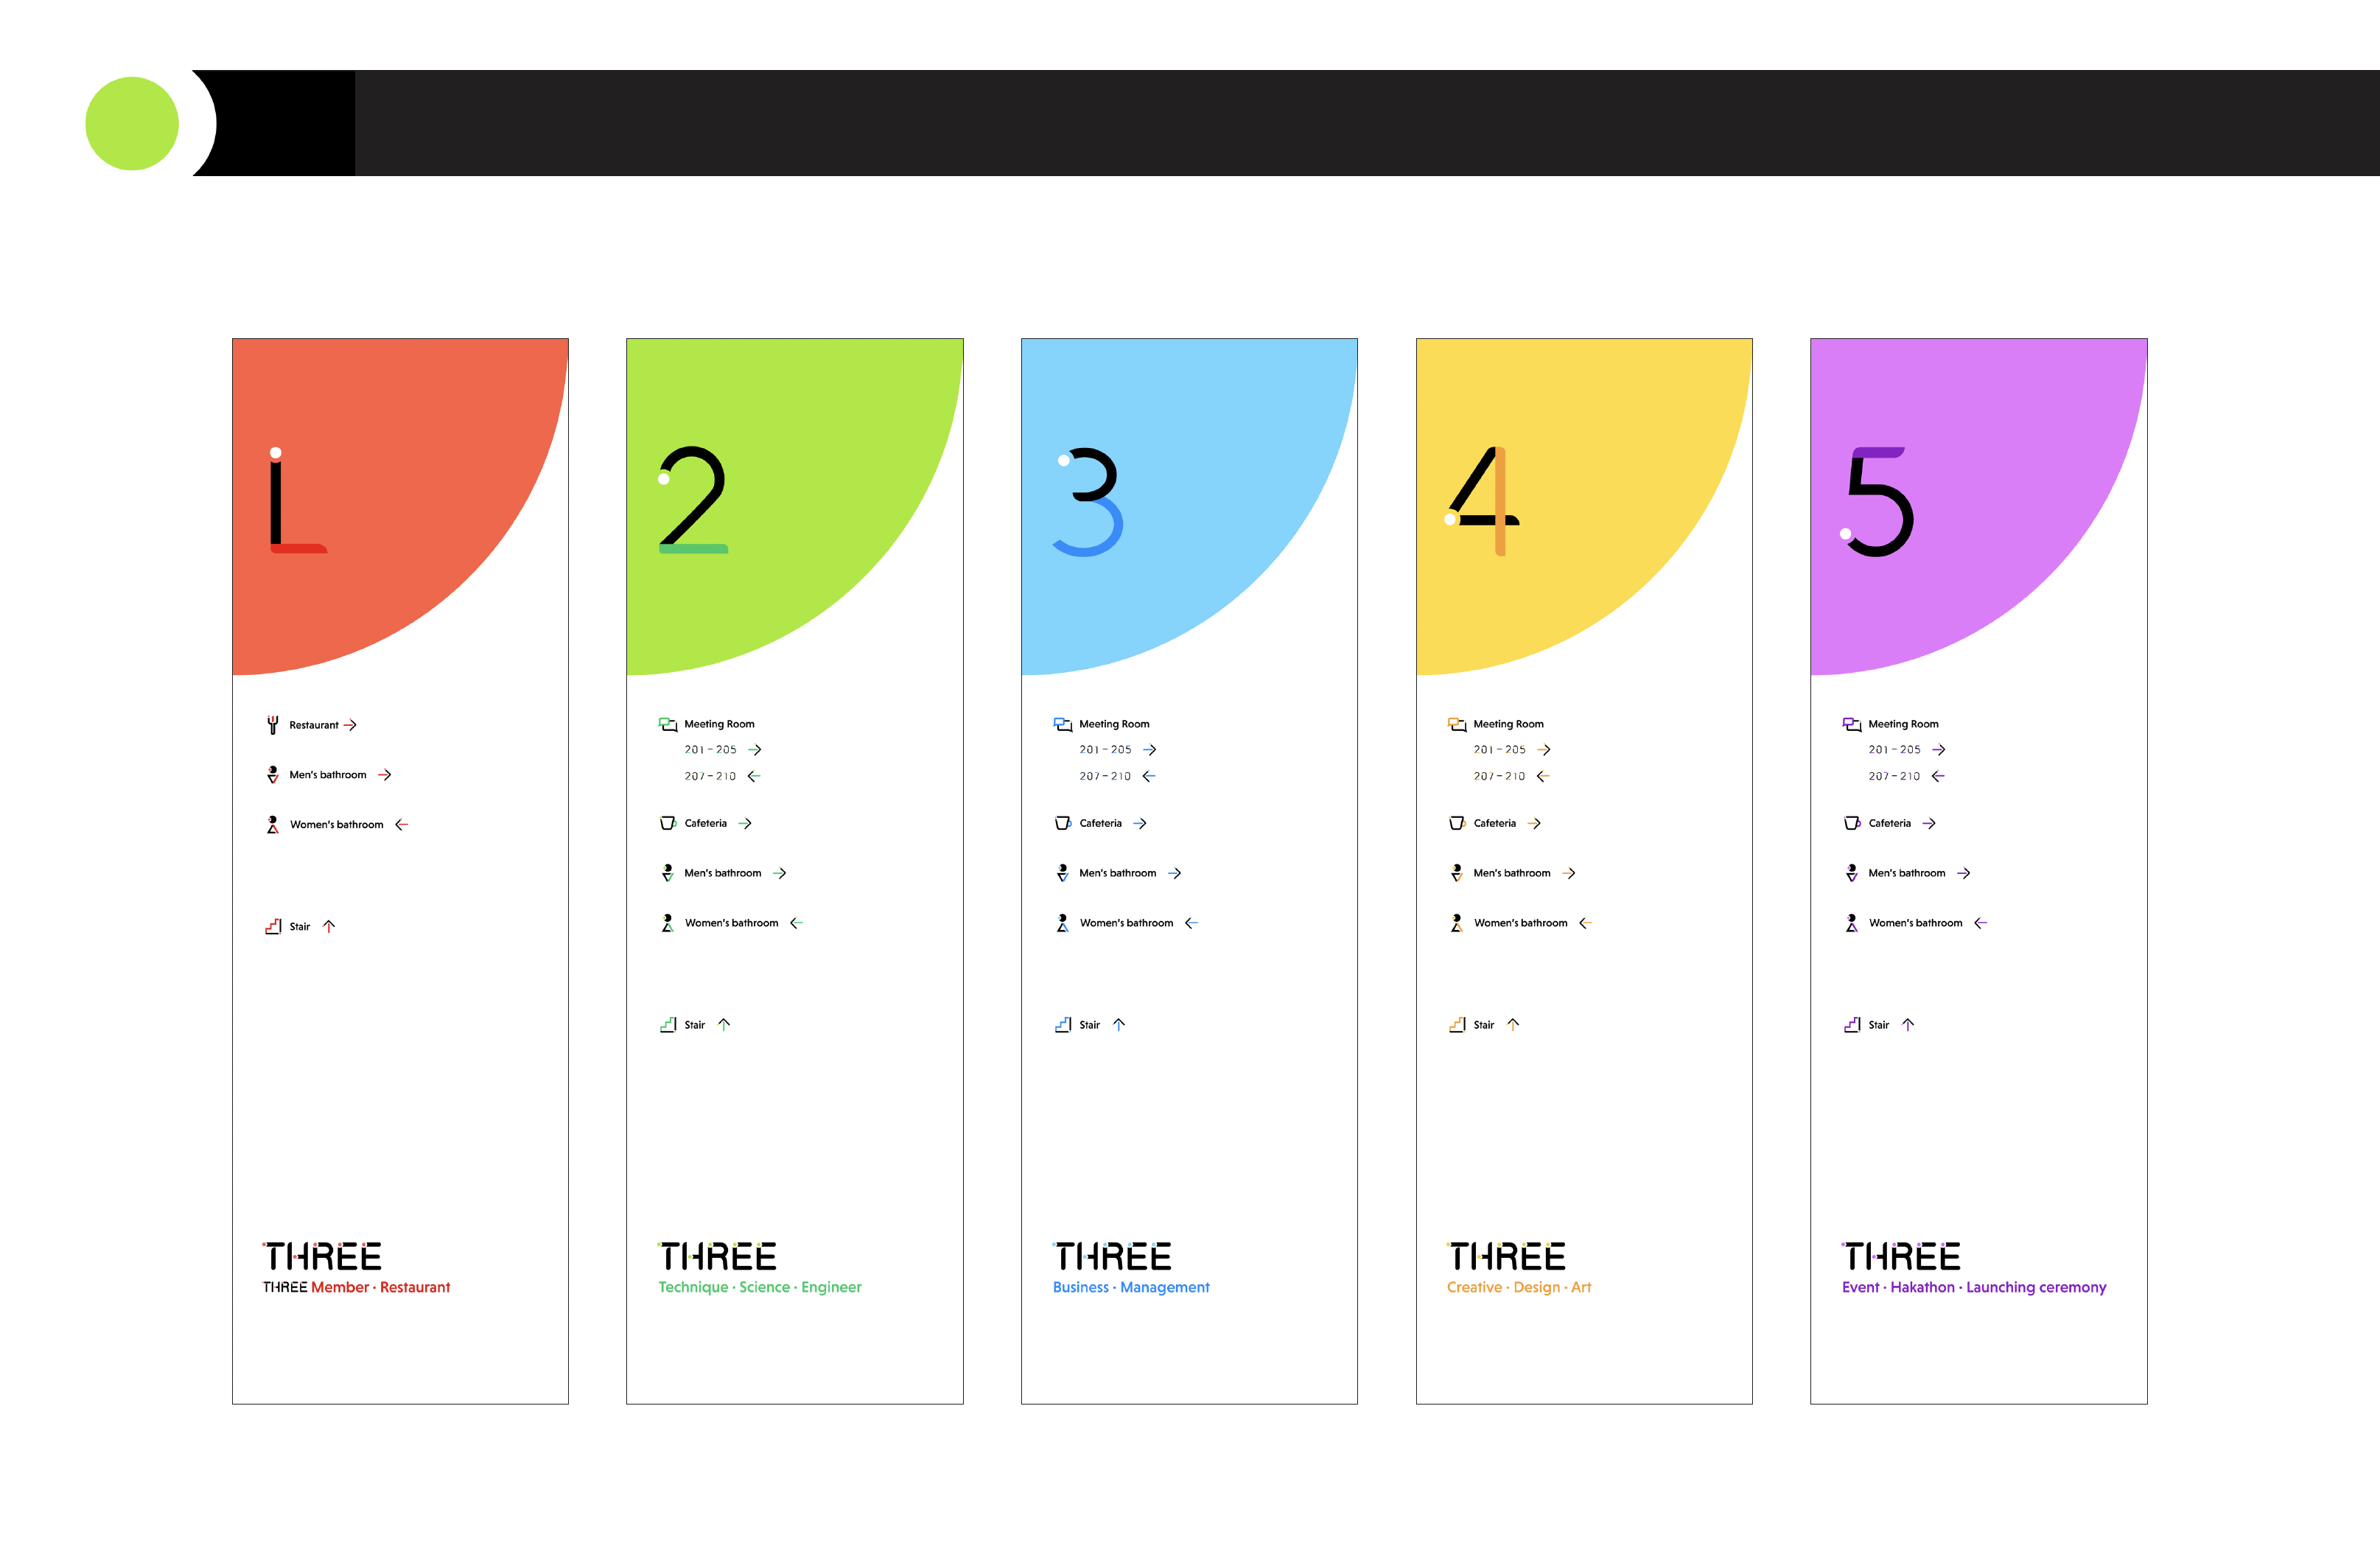 L
Restaurant →
Men's bathroom →
Women's bathroom ←
Stair ↑
THREE
THREE Member · Restaurant
2
Meeting Room
201 – 205 →
207 – 210 ←
Cafeteria →
Men's bathroom →
Women's bathroom ←
Stair ↑
THREE
Technique · Science · Engineer
3
Meeting Room
201 – 205 →
207 – 210 ←
Cafeteria →
Men's bathroom →
Women's bathroom ←
Stair ↑
THREE
Business · Management
4
Meeting Room
201 – 205 →
207 – 210 ←
Cafeteria →
Men's bathroom →
Women's bathroom ←
Stair ↑
THREE
Creative · Design · Art
5
Meeting Room
201 – 205 →
207 – 210 ←
Cafeteria →
Men's bathroom →
Women's bathroom ←
Stair ↑
THREE
Event · Hakathon · Launching ceremony